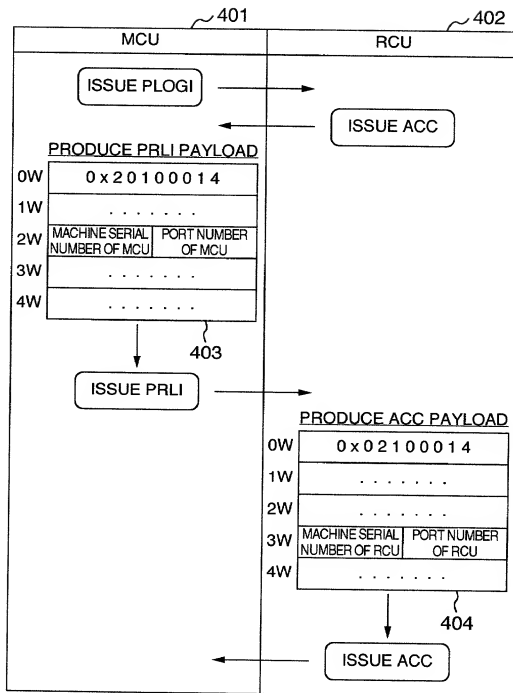 401
402
MCU
RCU
ISSUE PLOGI
ISSUE ACC
PRODUCE PRLI PAYLOAD
0W 0x20100014
1W . . . . . . .
2W MACHINE SERIAL NUMBER OF MCU PORT NUMBER OF MCU
3W . . . . . . .
4W . . . . . . .
403
ISSUE PRLI
PRODUCE ACC PAYLOAD
0W 0x02100014
1W . . . . . . .
2W . . . . . . .
3W MACHINE SERIAL NUMBER OF RCU PORT NUMBER OF RCU
4W . . . . . . .
404
ISSUE ACC